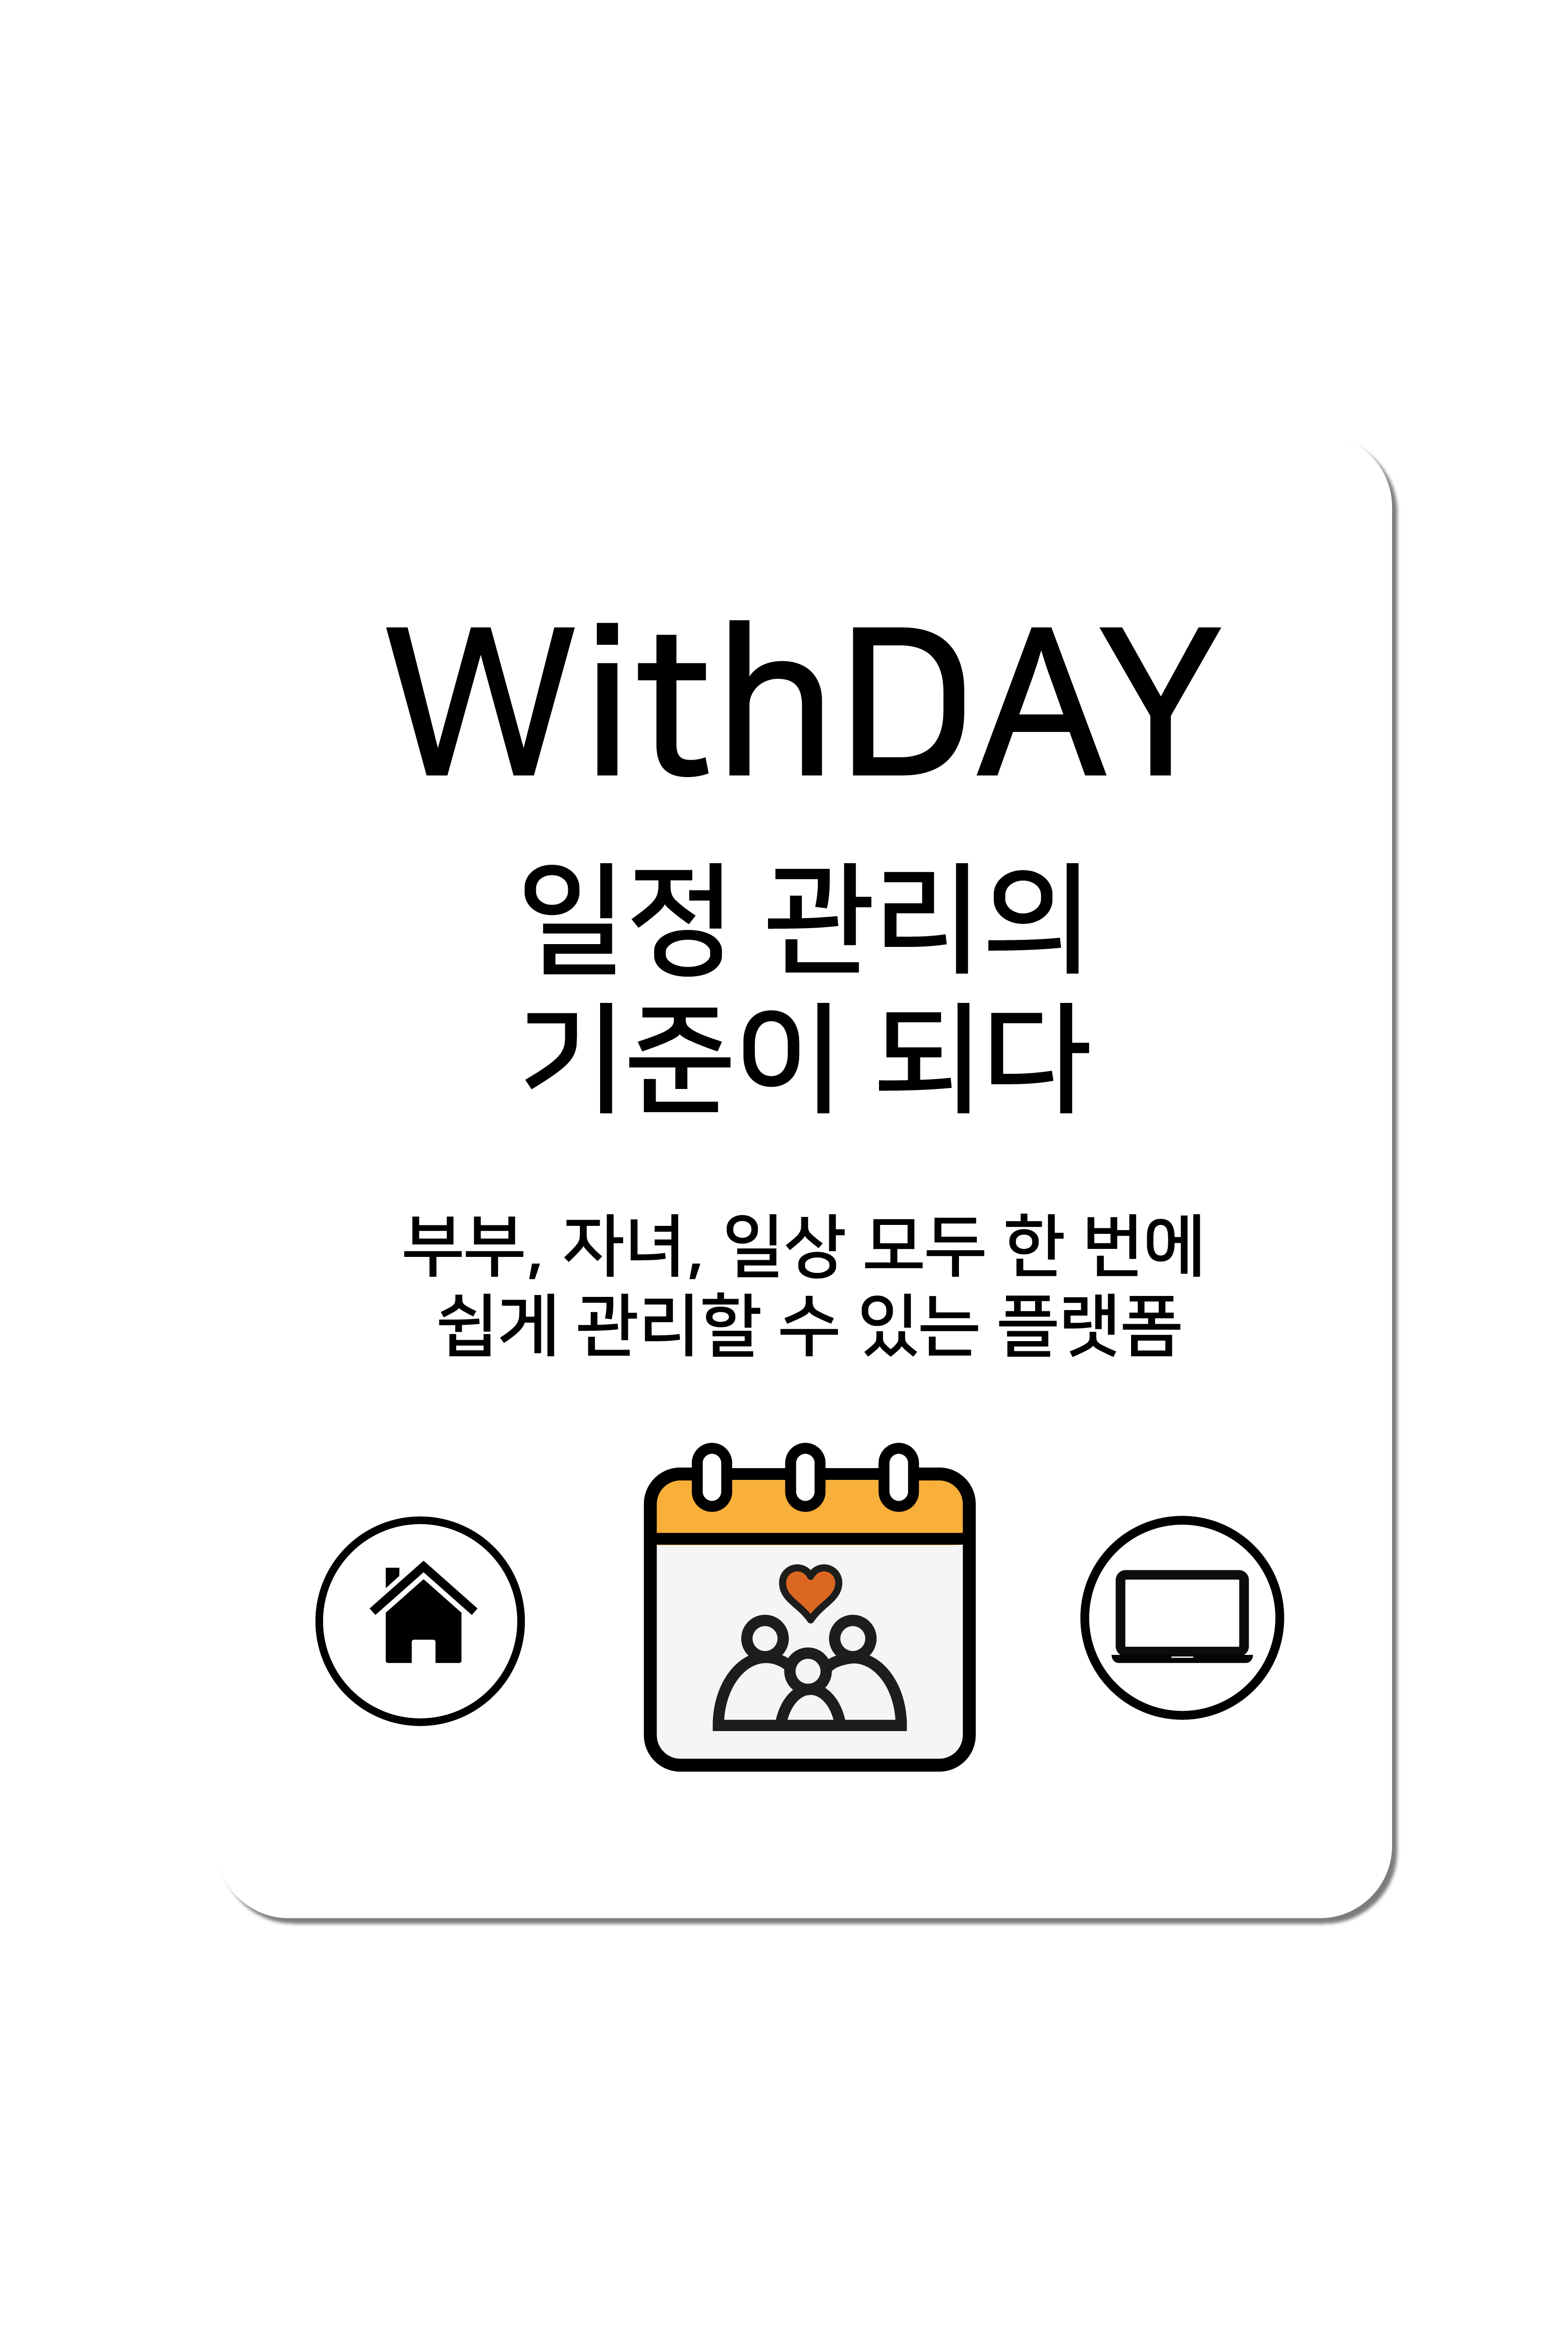 WithDAY
일정 관리의
기준이 되다
부부, 자녀, 일상 모두 한 번에
쉽게 관리할 수 있는 플랫폼